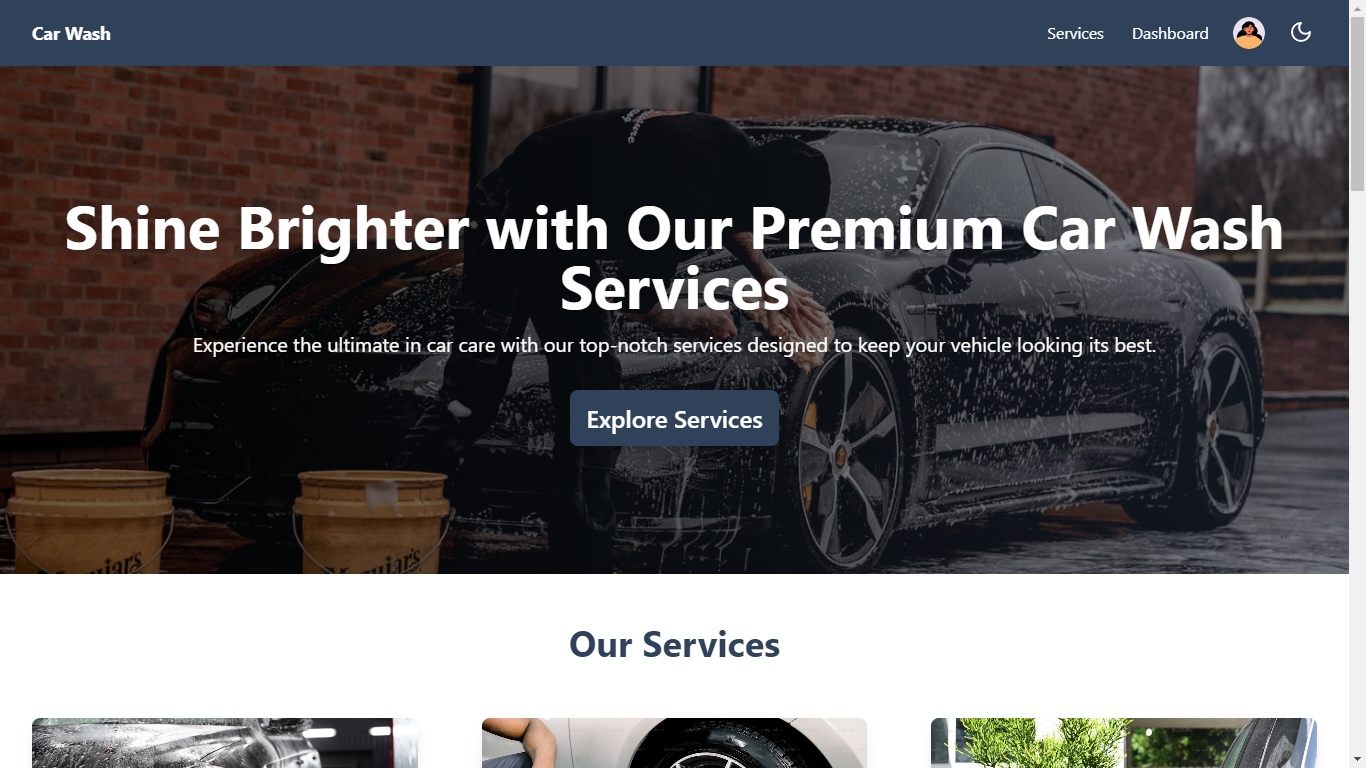 Car Wash
Services
Dashboard
Shine Brighter with Our Premium Car Wash
Services
Experience the ultimate in car care with our top-notch services designed to keep your vehicle looking its best.
Explore Services
Our Services